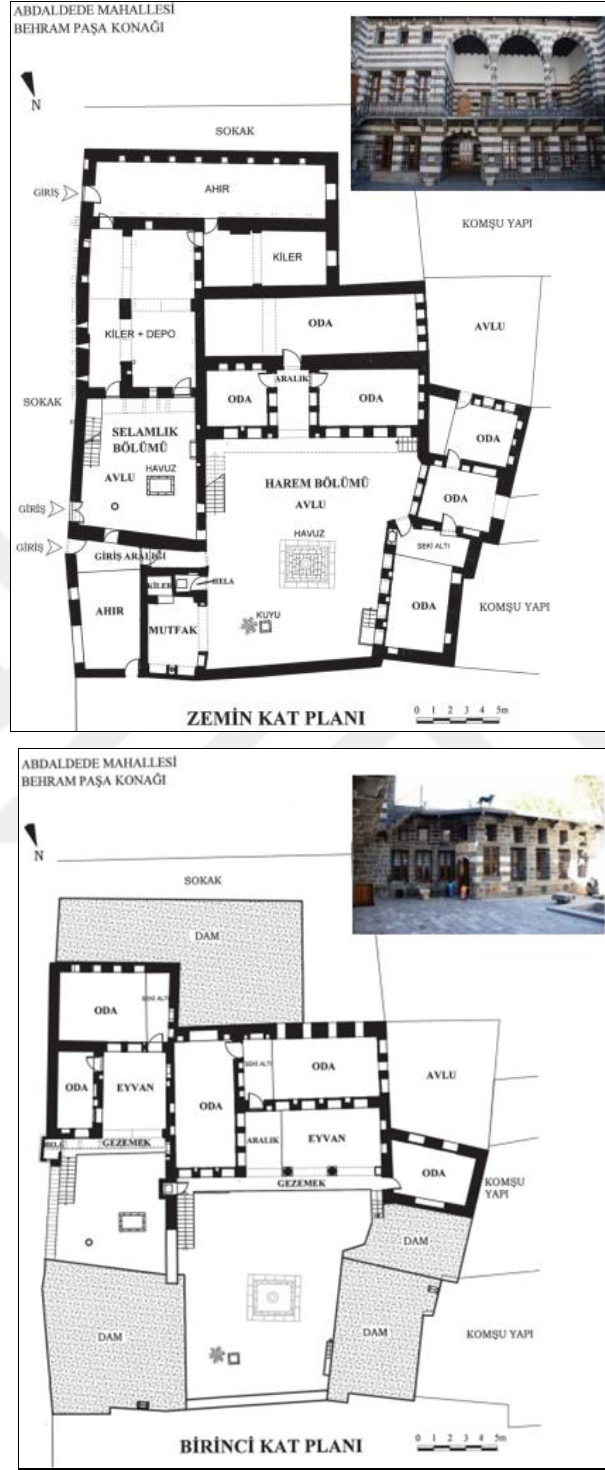 ABDALDEDE MAHALLESİ
BEHRAM PAŞA KONAĞI
N
SOKAK
GİRİŞ
AHIR
KOMŞU YAPI
KİLER
ODA
AVLU
KİLER + DEPO
ARALIK
ODA
ODA
SOKAK
SELAMLIK
BÖLÜMÜ
ODA
AVLU
HAVUZ
HAREM BÖLÜMÜ
AVLU
ODA
GİRİŞ
HAVUZ
GİRİŞ
GİRİŞ ARALIĞI
SEKİ ALTI
KİLER
HELA
AHIR
ODA
KOMŞU YAPI
MUTFAK
KUYU
ZEMİN KAT PLANI
0 1 2 3 4 5m
ABDALDEDE MAHALLESİ
BEHRAM PAŞA KONAĞI
N
SOKAK
DAM
ODA
SEKİ ALTI
ODA
EYVAN
ODA
SEKİ ALTI
ODA
AVLU
ARALIK
EYVAN
HELA
GEZEMEK
GEZEMEK
ODA
KOMŞU
YAPI
DAM
DAM
DAM
KOMŞU YAPI
BİRİNCİ KAT PLANI
0 1 2 3 4 5m